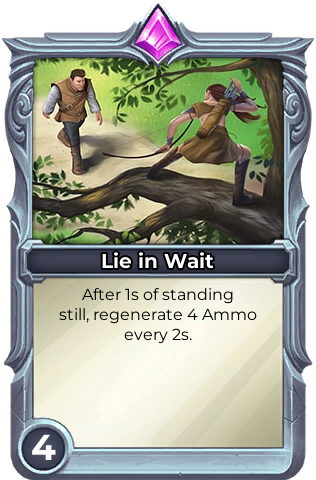 Lie in Wait
After 1s of standing
still, regenerate 4 Ammo
every 2s.
4